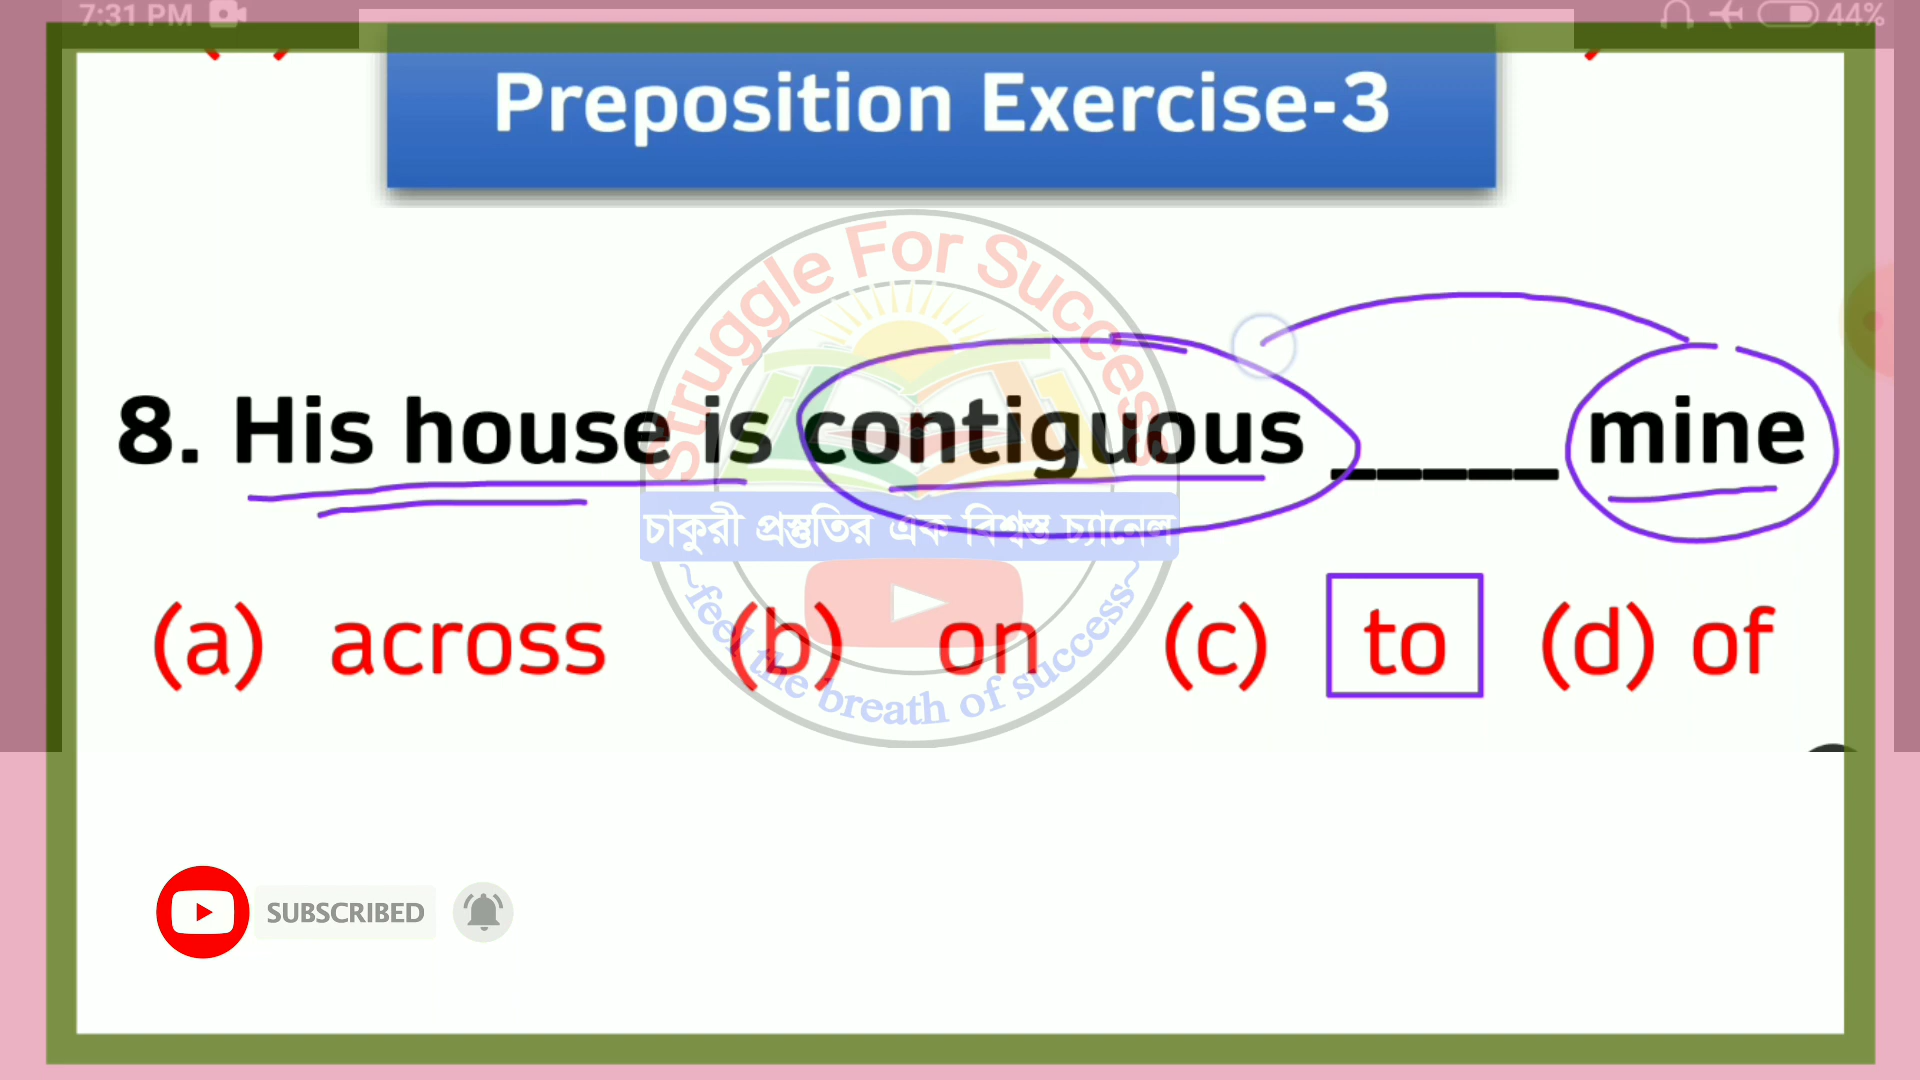 7:31 PM
44%
Preposition Exercise-3
Struggle For Success
8. His house is contiguous _____ mine
চাকুরী প্রস্তুতির এক বিশ্বস্ত চ্যানেল
(a) across (b) on (c) to (d) of
~feel the breath of success~
SUBSCRIBED